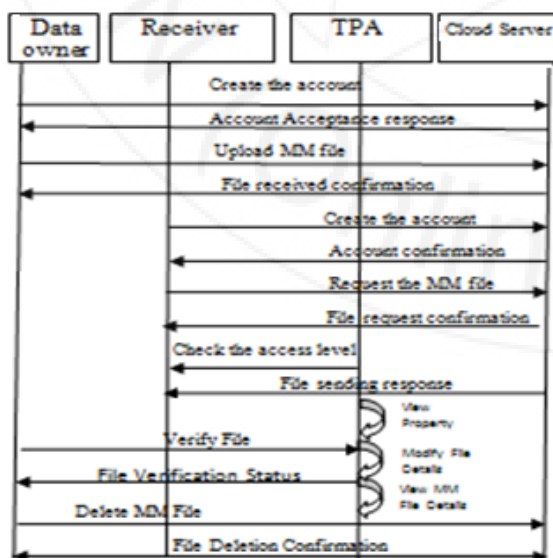 Data owner
Receiver
TPA
Cloud Server
Create the account
Account Acceptance response
Upload MM file
File received confirmation
Create the account
Account confirmation
Request the MM file
File request confirmation
Check the access level
File sending response
View
Property
Verify File
Modify File
Details
File Verification Status
View MM
File Details
Delete MM File
File Deletion Confirmation